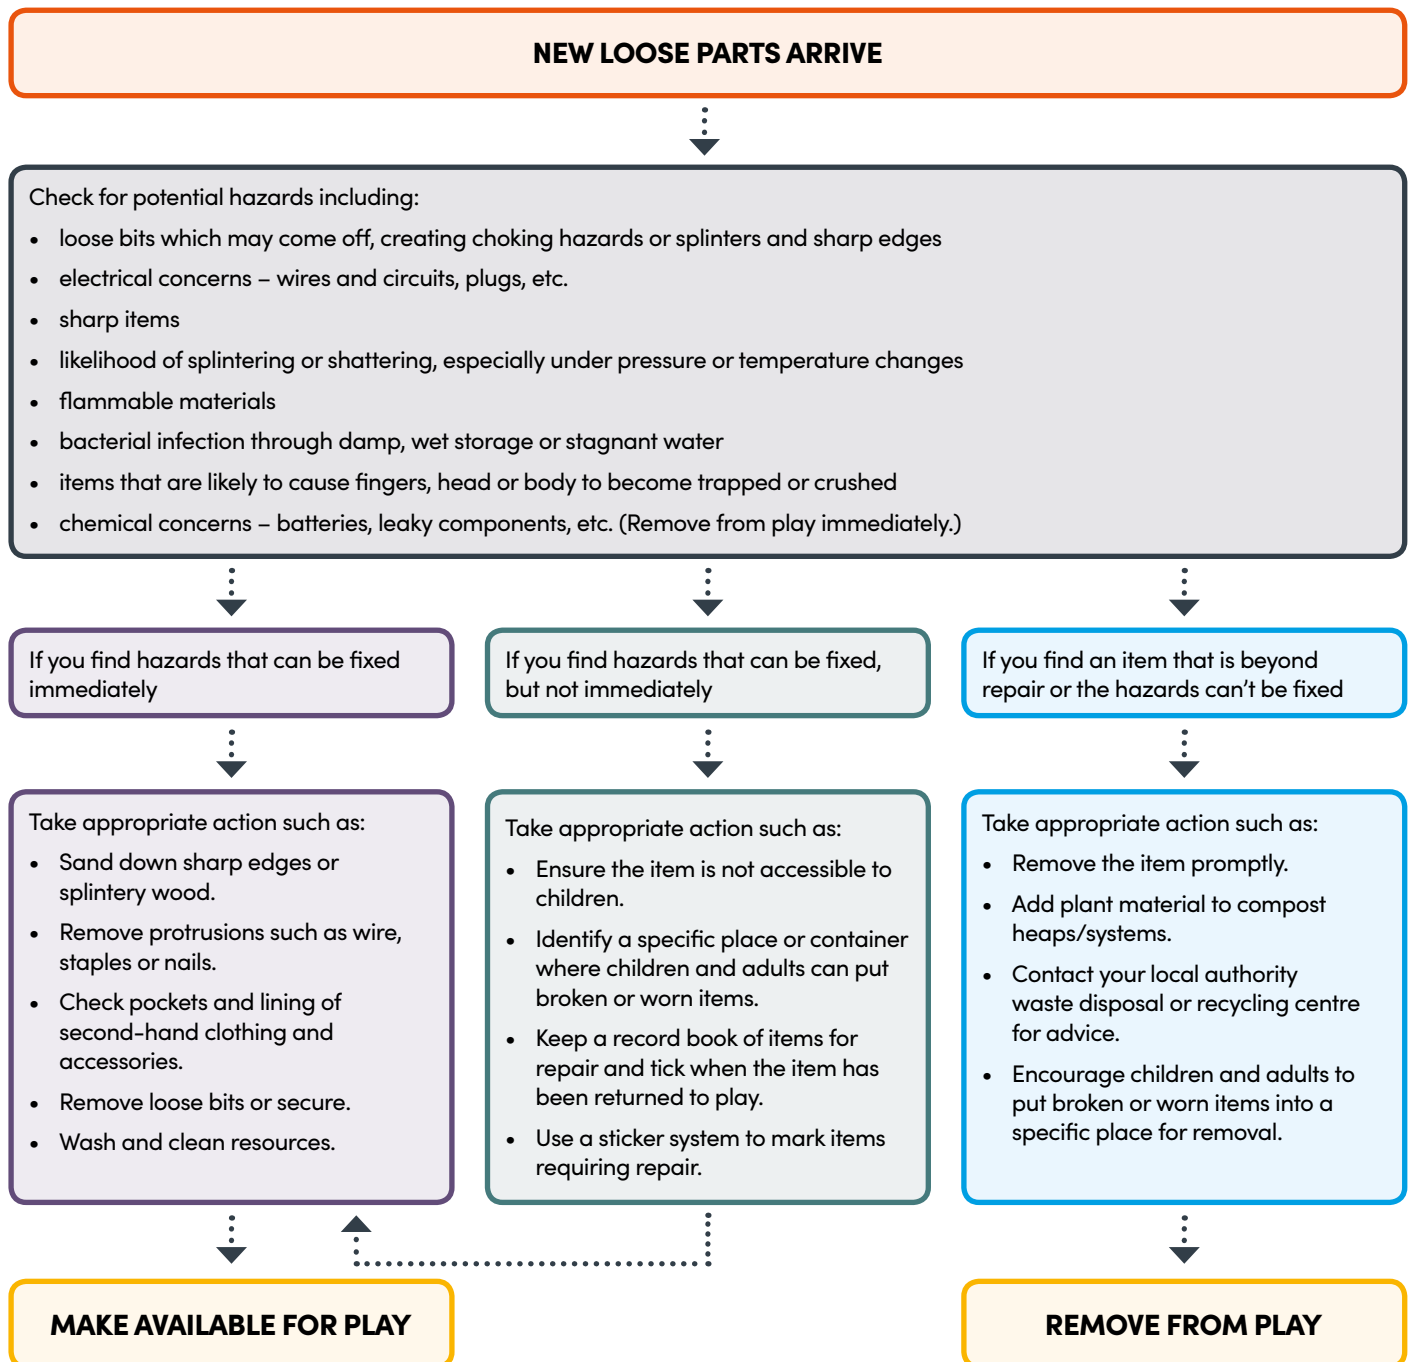 NEW LOOSE PARTS ARRIVE
Check for potential hazards including:
• loose bits which may come off, creating choking hazards or splinters and sharp edges
• electrical concerns – wires and circuits, plugs, etc.
• sharp items
• likelihood of splintering or shattering, especially under pressure or temperature changes
• flammable materials
• bacterial infection through damp, wet storage or stagnant water
• items that are likely to cause fingers, head or body to become trapped or crushed
• chemical concerns – batteries, leaky components, etc. (Remove from play immediately.)
If you find hazards that can be fixed
immediately
If you find hazards that can be fixed,
but not immediately
If you find an item that is beyond
repair or the hazards can’t be fixed
Take appropriate action such as:
• Sand down sharp edges or
splintery wood.
• Remove protrusions such as wire,
staples or nails.
• Check pockets and lining of
second-hand clothing and
accessories.
• Remove loose bits or secure.
• Wash and clean resources.
Take appropriate action such as:
• Ensure the item is not accessible to
children.
• Identify a specific place or container
where children and adults can put
broken or worn items.
• Keep a record book of items for
repair and tick when the item has
been returned to play.
• Use a sticker system to mark items
requiring repair.
Take appropriate action such as:
• Remove the item promptly.
• Add plant material to compost
heaps/systems.
• Contact your local authority
waste disposal or recycling centre
for advice.
• Encourage children and adults to
put broken or worn items into a
specific place for removal.
MAKE AVAILABLE FOR PLAY
REMOVE FROM PLAY